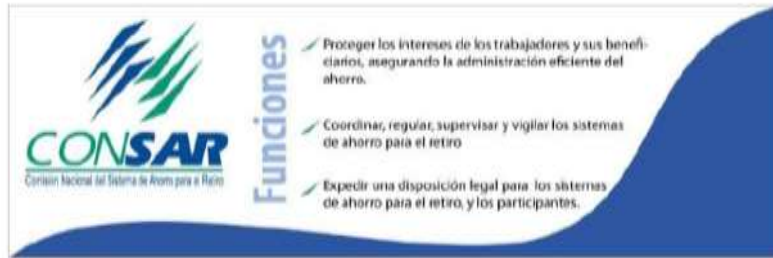 CONSAR
Comisión Nacional del Sistema de Ahorro para el Retiro
Funciones
Proteger los intereses de los trabajadores y sus benefi-
ciarios, asegurando la administración eficiente del
ahorro.
Coordinar, regular, supervisar y vigilar los sistemas
de ahorro para el retiro
Expedir una disposición legal para los sistemas
de ahorro para el retiro, y los participantes.